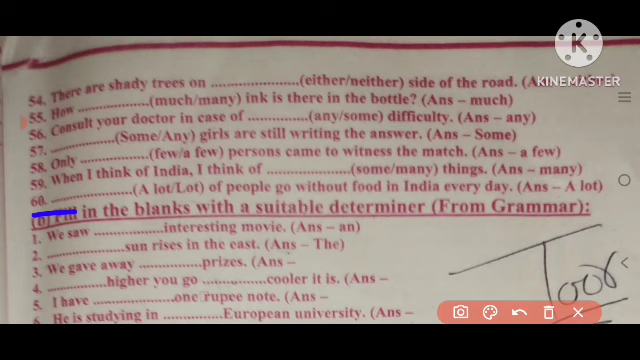 KINEMASTER
54. There are shady trees on ......................(either/neither) side of the road. (
55. How ..................(much/many) ink is there in the bottle? (Ans – much)
56. Consult your doctor in case of ..................(any/some) difficulty. (Ans – any)
57. .................(Some/Any) girls are still writing the answer. (Ans – Some)
58. Only .................(few/a few) persons came to witness the match. (Ans – a few)
59. When I think of India, I think of ......................(some/many) things. (Ans – many)
60. ......................(A lot/Lot) of people go without food in India every day. (Ans – A lot)
in the blanks with a suitable determiner (From Grammar):
1. We saw ..................interesting movie. (Ans – an)
2. ....................sun rises in the east. (Ans – The)
3. We gave away ................prizes. (Ans –
4. ..............higher you go ................cooler it is. (Ans –
5. I have ....................one rupee note. (Ans –
6. He is studying in ...............European university. (Ans –